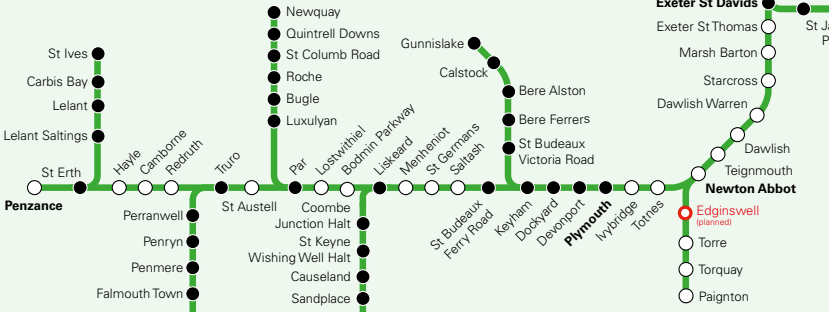 Exeter St Davids
Newquay
Quintrell Downs
St Columb Road
Roche
Bugle
Luxulyan
St Ives
Carbis Bay
Lelant
Lelant Saltings
St Erth
Penzance
Hayle
Camborne
Redruth
Truro
St Austell
Par
Lostwithiel
Bodmin Parkway
Liskeard
Menheniot
St Germans
Saltash
Gunnislake
Calstock
Bere Alston
Bere Ferrers
St Budeaux
Victoria Road
St Budeaux
Ferry Road
Keyham
Dockyard
Devonport
Plymouth
Ivybridge
Totnes
Exeter St Thomas
Marsh Barton
Starcross
Dawlish Warren
Dawlish
Teignmouth
Newton Abbot
Edginswell
(planned)
Torre
Torquay
Paignton
Perranwell
Penryn
Penmere
Falmouth Town
Coombe
Junction Halt
St Keyne
Wishing Well Halt
Causeland
Sandplace